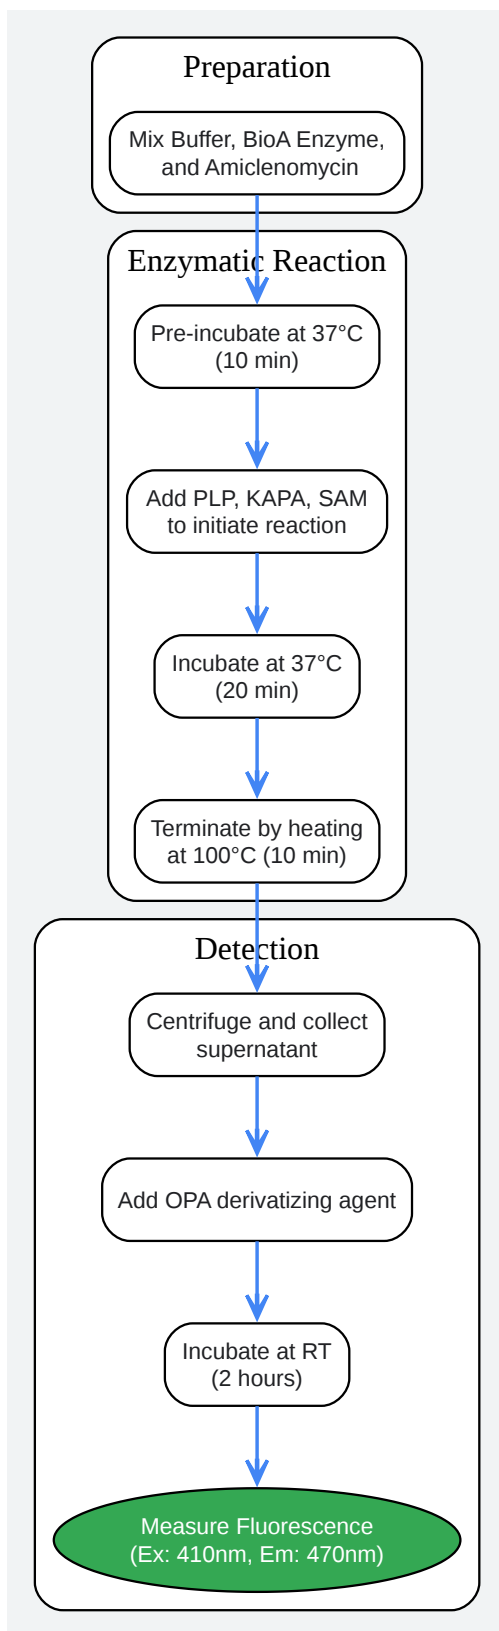 Preparation
Mix Buffer, BioA Enzyme,
and Amiclenomycin
Enzymatic Reaction
Pre-incubate at 37°C
(10 min)
Add PLP, KAPA, SAM
to initiate reaction
Incubate at 37°C
(20 min)
Terminate by heating
at 100°C (10 min)
Detection
Centrifuge and collect
supernatant
Add OPA derivatizing agent
Incubate at RT
(2 hours)
Measure Fluorescence
(Ex: 410nm, Em: 470nm)